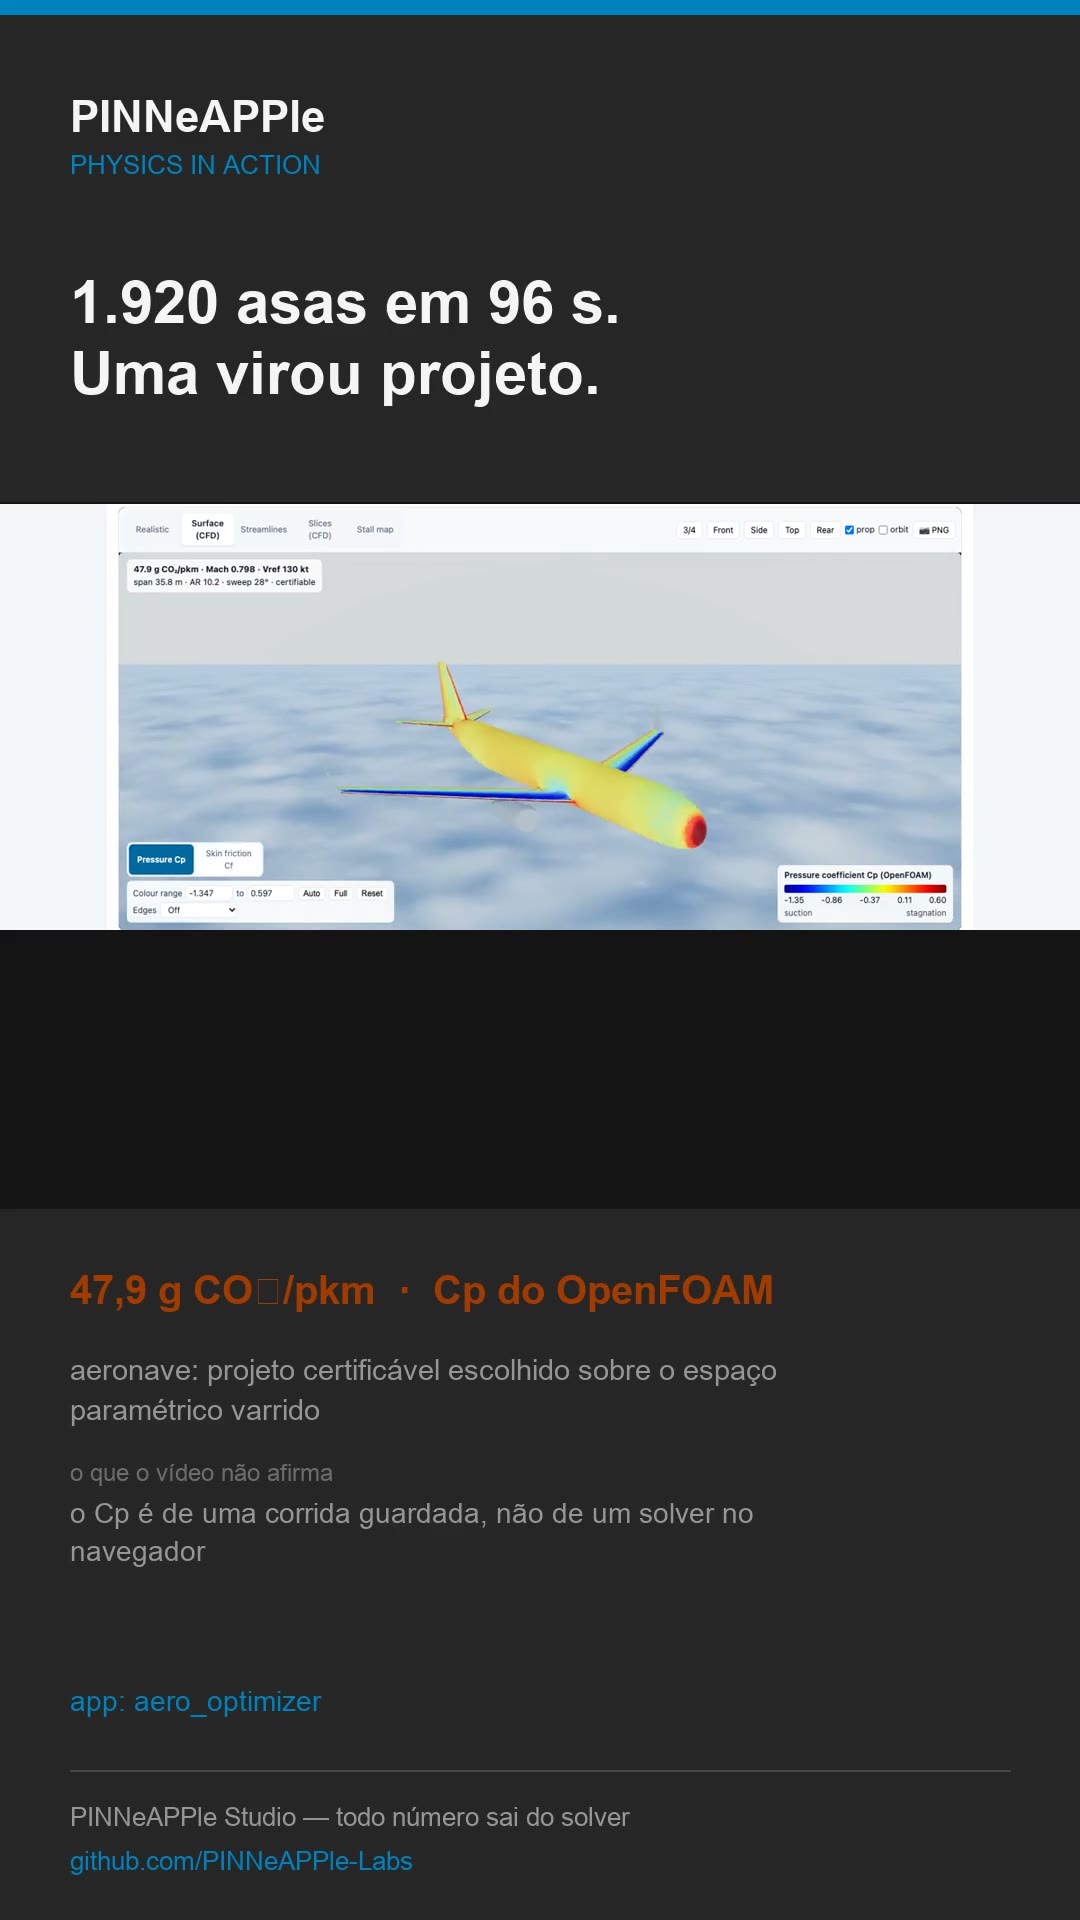 PINNeAPPle
PHYSICS IN ACTION
1.920 asas em 96 s.
Uma virou projeto.
Realistic
Surface (CFD)
Streamlines
Slices (CFD)
Stall map
3/4 Front Side Top Rear prop orbit PNG
47.9 g CO₂/pkm · Mach 0.798 · Vref 130 kt
span 35.8 m · AR 10.2 · sweep 28° · certifiable
Pressure Cp
Skin friction Cf
Colour range -1.347 to 0.597 Auto Full Reset
Edges Off
Pressure coefficient Cp (OpenFOAM)
-1.35 -0.86 -0.37 0.11 0.60
suction stagnation
47,9 g CO□/pkm · Cp do OpenFOAM
aeronave: projeto certificável escolhido sobre o espaço
paramétrico varrido
o que o vídeo não afirma
o Cp é de uma corrida guardada, não de um solver no
navegador
app: aero_optimizer
PINNeAPPle Studio — todo número sai do solver
github.com/PINNeAPPle-Labs